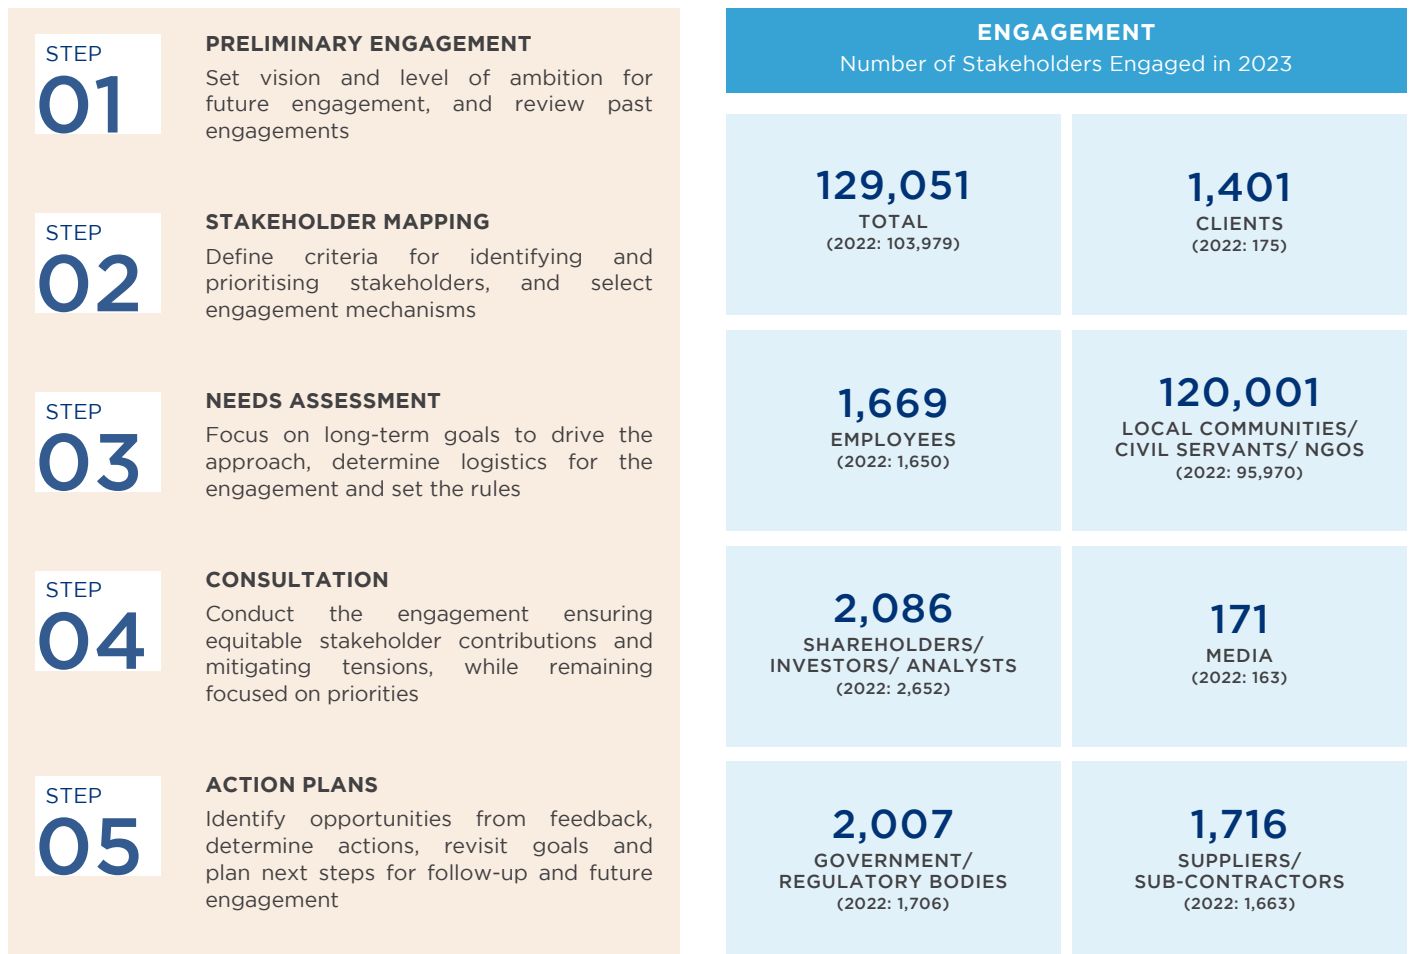 STEP
01
PRELIMINARY ENGAGEMENT
Set vision and level of ambition for
future engagement, and review past
engagements
STEP
02
STAKEHOLDER MAPPING
Define criteria for identifying and
prioritising stakeholders, and select
engagement mechanisms
STEP
03
NEEDS ASSESSMENT
Focus on long-term goals to drive the
approach, determine logistics for the
engagement and set the rules
STEP
04
CONSULTATION
Conduct the engagement ensuring
equitable stakeholder contributions and
mitigating tensions, while remaining
focused on priorities
STEP
05
ACTION PLANS
Identify opportunities from feedback,
determine actions, revisit goals and
plan next steps for follow-up and future
engagement
ENGAGEMENT
Number of Stakeholders Engaged in 2023
129,051
TOTAL
(2022: 103,979)
1,401
CLIENTS
(2022: 175)
1,669
EMPLOYEES
(2022: 1,650)
120,001
LOCAL COMMUNITIES/
CIVIL SERVANTS/ NGOS
(2022: 95,970)
2,086
SHAREHOLDERS/
INVESTORS/ ANALYSTS
(2022: 2,652)
171
MEDIA
(2022: 163)
2,007
GOVERNMENT/
REGULATORY BODIES
(2022: 1,706)
1,716
SUPPLIERS/
SUB-CONTRACTORS
(2022: 1,663)